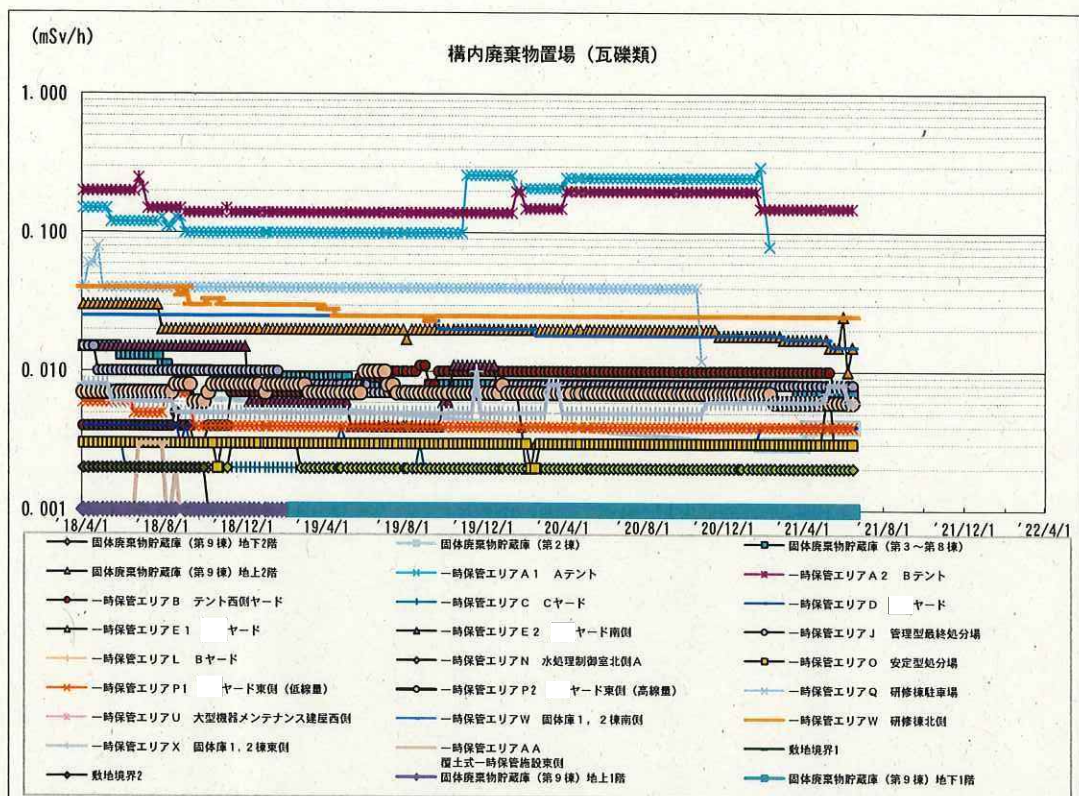 (mSv/h)
構内廃棄物置場（瓦礫類）
1.000
0.100
0.010
0.001
'18/4/1 '18/8/1 '18/12/1 '19/4/1 '19/8/1 '19/12/1 '20/4/1 '20/8/1 '20/12/1 '21/4/1 '21/8/1 '21/12/1 '22/4/1
固体廃棄物貯蔵庫（第9棟）地下2階 固体廃棄物貯蔵庫（第2棟） 固体廃棄物貯蔵庫（第3～第8棟）
固体廃棄物貯蔵庫（第9棟）地上2階 一時保管エリアA1 Aテント 一時保管エリアA2 Bテント
一時保管エリアB テント西側ヤード 一時保管エリアC Cヤード 一時保管エリアD ヤード
一時保管エリアE1 ヤード 一時保管エリアE2 ヤード南側 一時保管エリアJ 管理型最終処分場
一時保管エリアL Bヤード 一時保管エリアN 水処理制御室北側A 一時保管エリアO 安定型処分場
一時保管エリアP1 ヤード東側（低線量） 一時保管エリアP2 ヤード東側（高線量） 一時保管エリアQ 研修棟駐車場
一時保管エリアU 大型機器メンテナンス建屋西側 一時保管エリアW 固体庫1，2棟南側 一時保管エリアW 研修棟北側
一時保管エリアX 固体庫1，2棟東側 一時保管エリアAA 敷地境界1
覆土式一時保管施設東側
敷地境界2 固体廃棄物貯蔵庫（第9棟）地上1階 固体廃棄物貯蔵庫（第9棟）地下1階